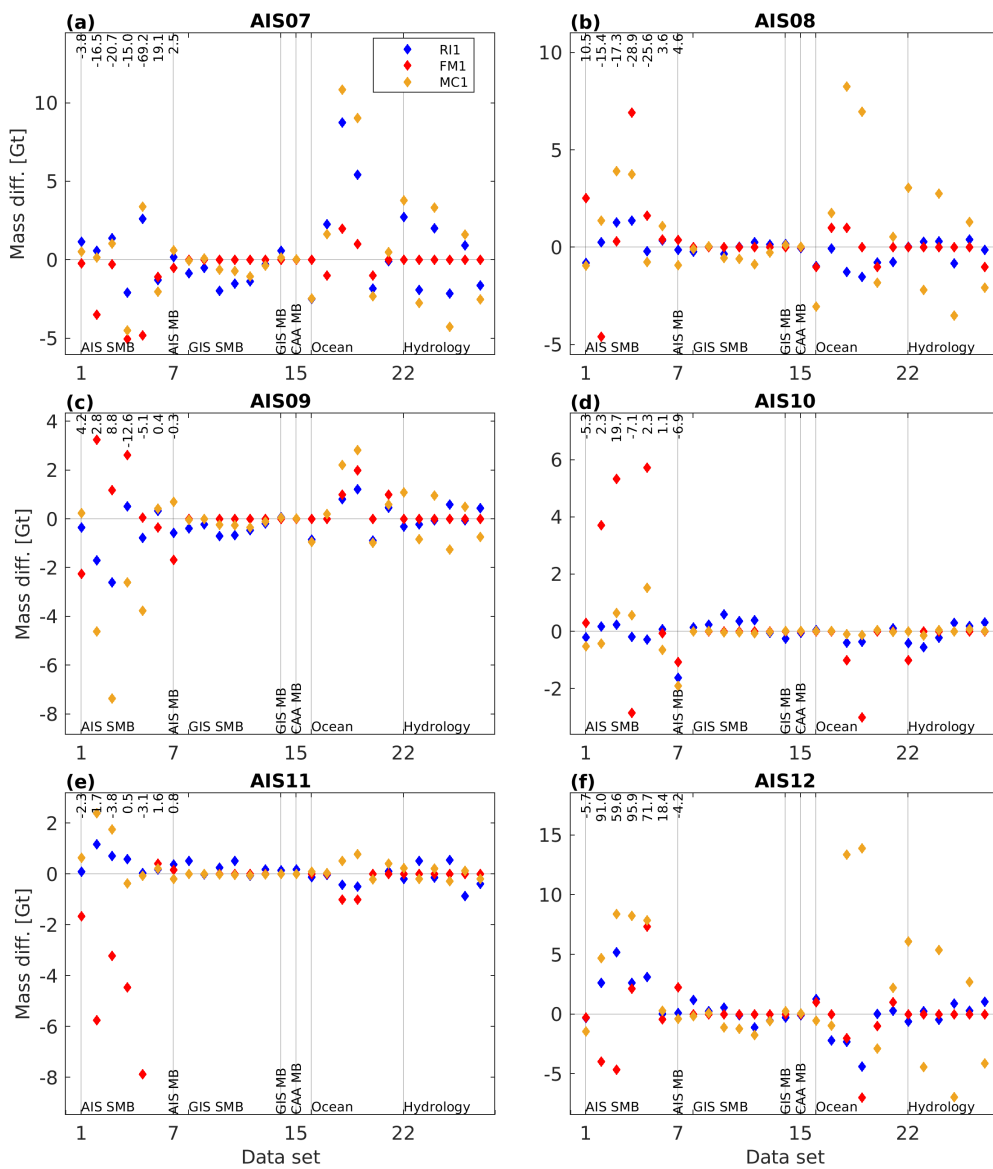 (a) AIS07
-3.8
-16.5
-20.7
-15.0
-69.2
19.1
2.5
RI1
FM1
MC1
Mass diff. [Gt]
10
5
0
-5
AIS SMB
AIS MB
GIS SMB
GIS MB
CAA MB
Ocean
Hydrology
1 7 15 22
(b) AIS08
10.5
-15.4
-17.3
-28.9
-25.6
3.6
4.6
10
5
0
-5
AIS SMB
AIS MB
GIS SMB
GIS MB
CAA MB
Ocean
Hydrology
1 7 15 22
(c) AIS09
4.2
2.8
8.8
-12.6
-5.1
0.4
-0.3
Mass diff. [Gt]
4
2
0
-2
-4
-6
-8
AIS SMB
AIS MB
GIS SMB
GIS MB
CAA MB
Ocean
Hydrology
1 7 15 22
(d) AIS10
-5.3
2.3
19.7
-7.1
2.3
1.1
-6.9
6
4
2
0
-2
AIS SMB
AIS MB
GIS SMB
GIS MB
CAA MB
Ocean
Hydrology
1 7 15 22
(e) AIS11
-2.3
1.7
-3.8
0.5
-3.1
1.6
0.8
Mass diff. [Gt]
2
0
-2
-4
-6
-8
AIS SMB
AIS MB
GIS SMB
GIS MB
CAA MB
Ocean
Hydrology
1 7 15 22
Data set
(f) AIS12
-5.7
91.0
59.6
95.9
71.7
18.4
-4.2
15
10
5
0
-5
AIS SMB
AIS MB
GIS SMB
GIS MB
CAA MB
Ocean
Hydrology
1 7 15 22
Data set